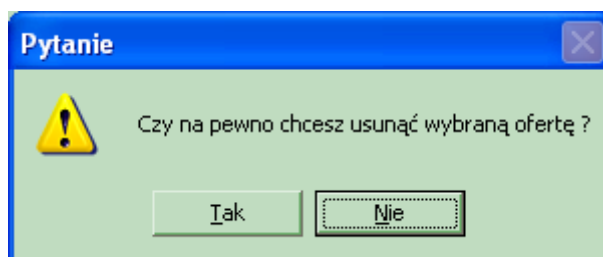 Pytanie
Czy na pewno chcesz usunąć wybraną ofertę ?
Tak Nie